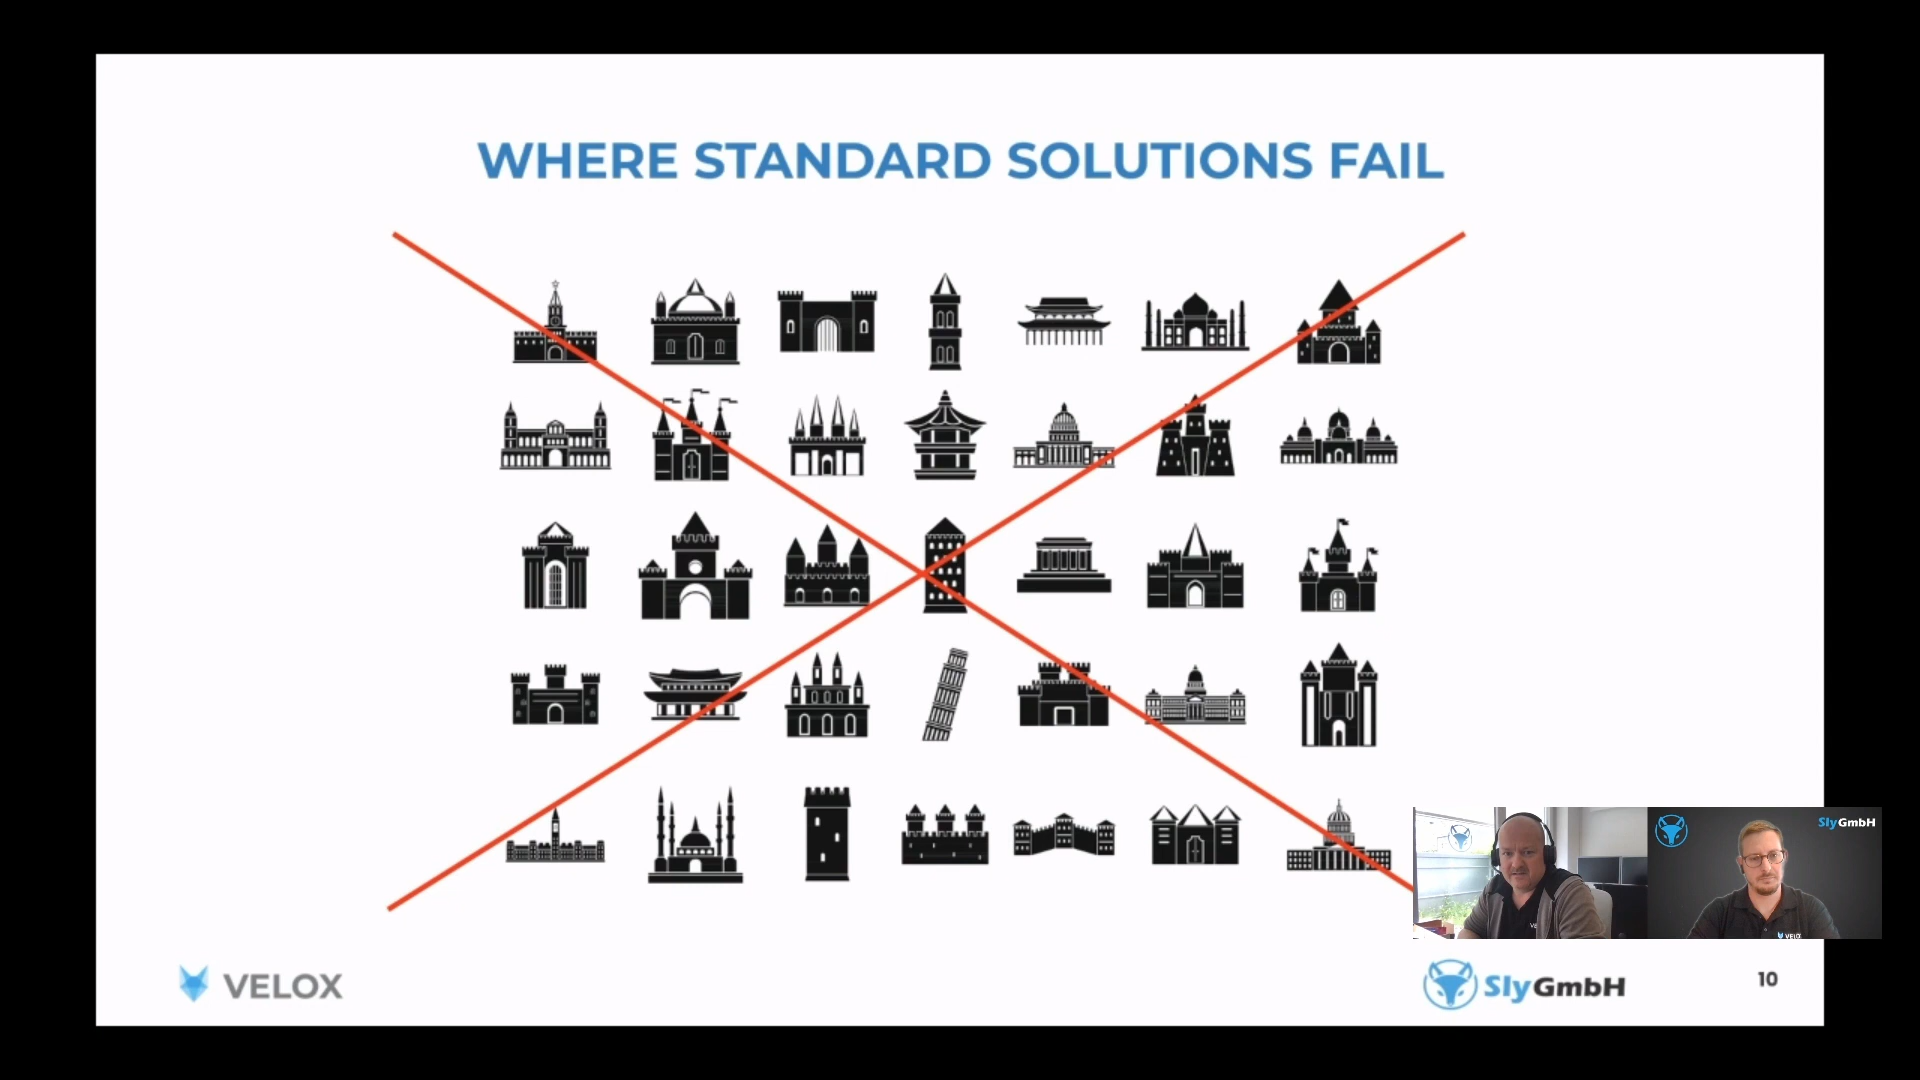 WHERE STANDARD SOLUTIONS FAIL
SlyGmbH
VELOX
SlyGmbH
10